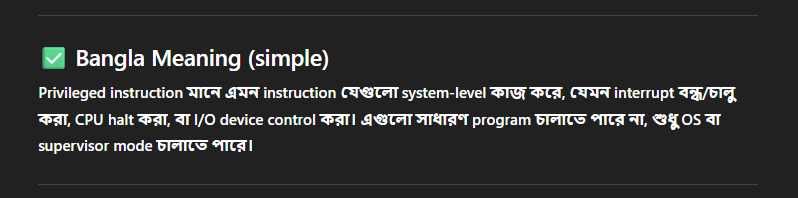 ✅ Bangla Meaning (simple)
Privileged instruction মানে এমন instruction যেগুলো system-level কাজ করে, যেমন interrupt বন্ধ/চালু
করা, CPU halt করা, বা I/O device control করা। এগুলো সাধারণ program চালাতে পারে না, শুধু OS বা
supervisor mode চালাতে পারে।